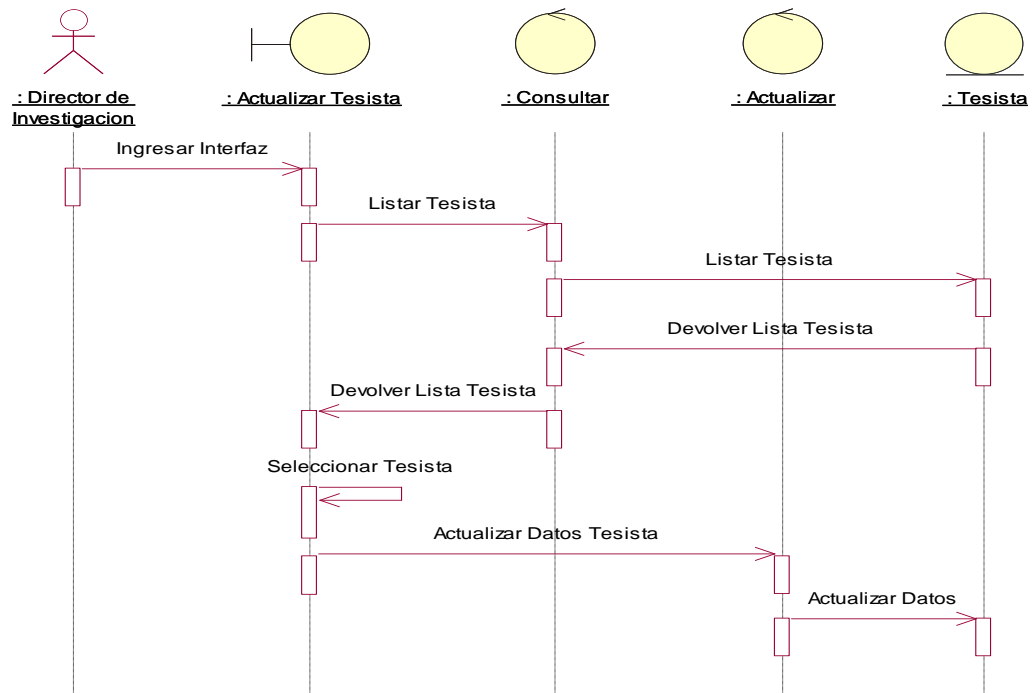 : Director de
Investigacion
: Actualizar Tesista
: Consultar
: Actualizar
: Tesista
Ingresar Interfaz
Listar Tesista
Listar Tesista
Devolver Lista Tesista
Devolver Lista Tesista
Seleccionar Tesista
Actualizar Datos Tesista
Actualizar Datos